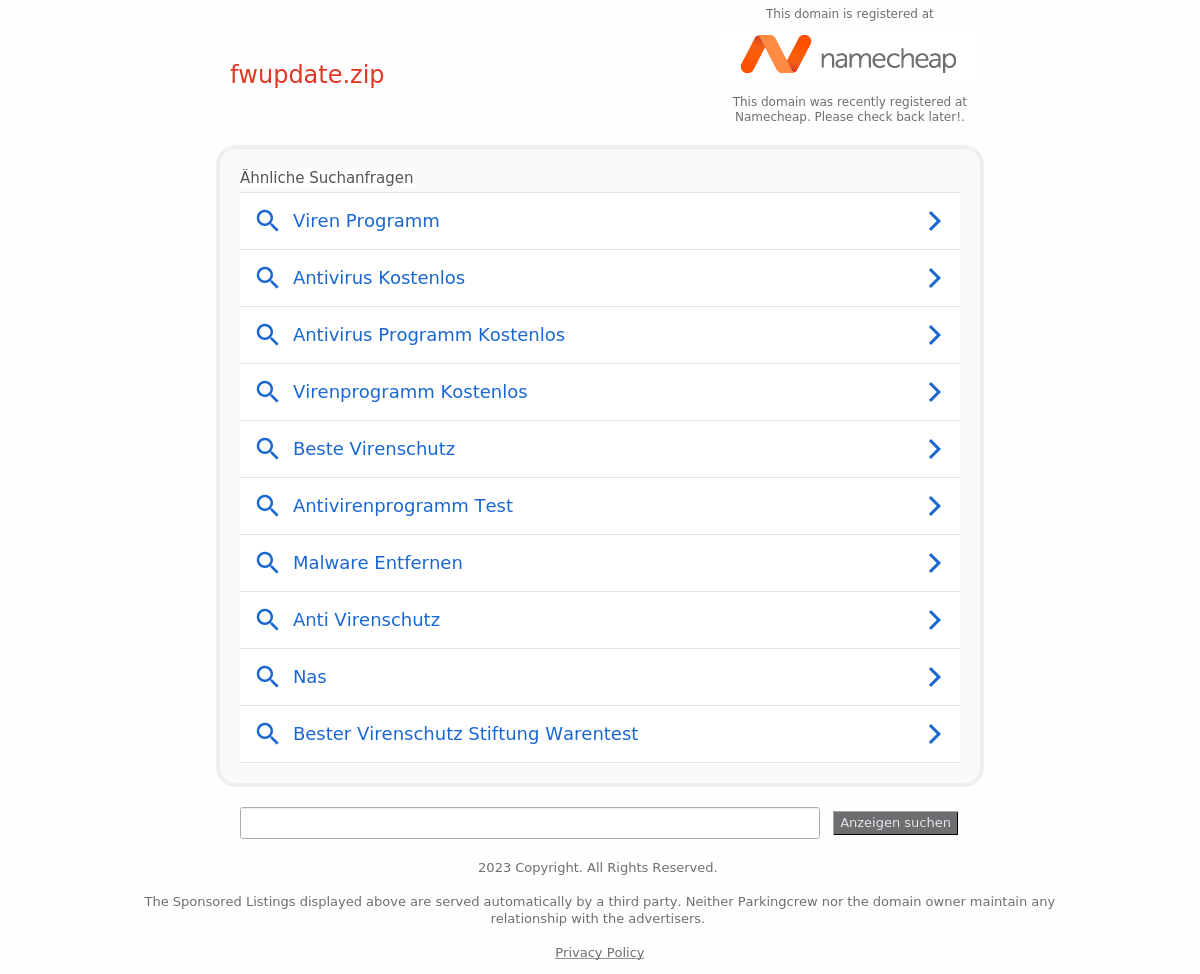 This domain is registered at
namecheap
fwupdate.zip
This domain was recently registered at
Namecheap. Please check back later!.
Ähnliche Suchanfragen
Viren Programm
Antivirus Kostenlos
Antivirus Programm Kostenlos
Virenprogramm Kostenlos
Beste Virenschutz
Antivirenprogramm Test
Malware Entfernen
Anti Virenschutz
Nas
Bester Virenschutz Stiftung Warentest
Anzeigen suchen
2023 Copyright. All Rights Reserved.
The Sponsored Listings displayed above are served automatically by a third party. Neither Parkingcrew nor the domain owner maintain any
relationship with the advertisers.
Privacy Policy